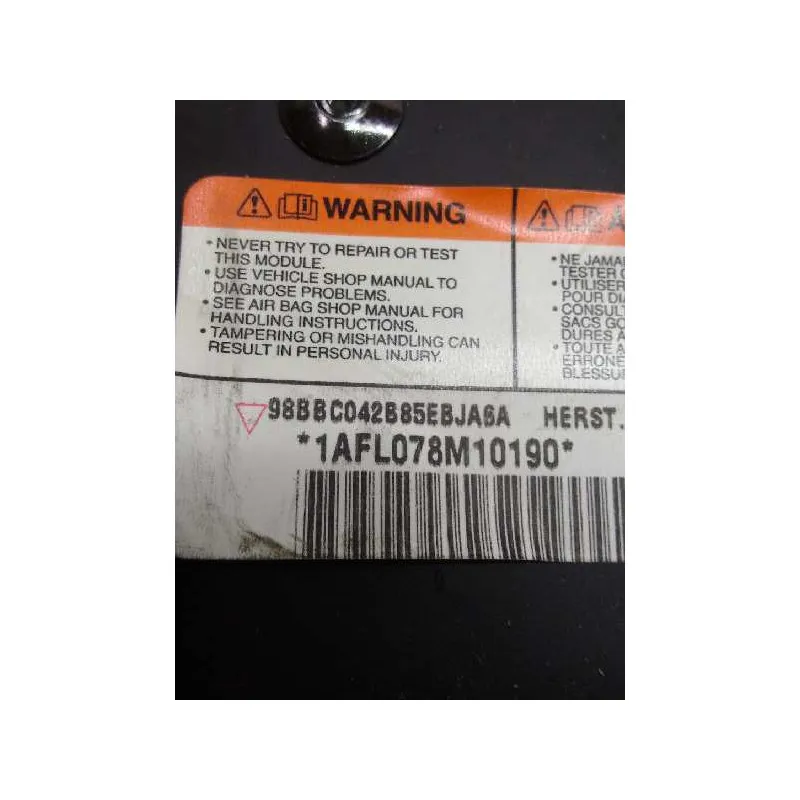 WARNING
• NEVER TRY TO REPAIR OR TEST
THIS MODULE.
• USE VEHICLE SHOP MANUAL TO
DIAGNOSE PROBLEMS.
• SEE AIR BAG SHOP MANUAL FOR
HANDLING INSTRUCTIONS.
• TAMPERING OR MISHANDLING CAN
RESULT IN PERSONAL INJURY.
• NE JAMA
TESTER
• UTILISER
POUR DIA
• CONSULT
SACS GO
DURES A
• TOUTE A
ERRONÉ
BLESSU
98BBC042B85EBJA6A HERST.
*1AFL078M10190*